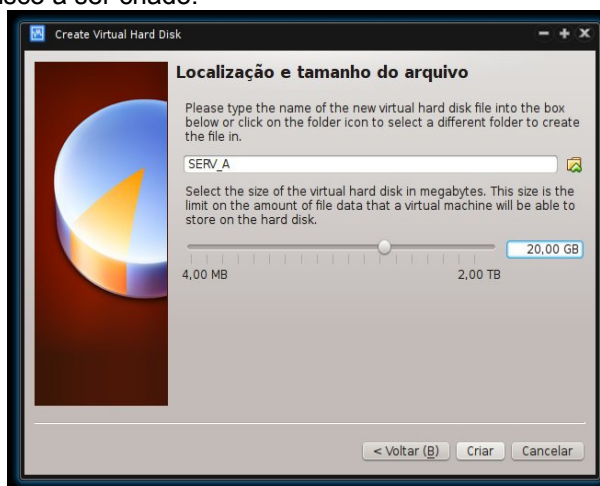 a ser criado.
Create Virtual Hard Disk
Localização e tamanho do arquivo
Please type the name of the new virtual hard disk file into the box
below or click on the folder icon to select a different folder to create
the file in.
SERV_A
Select the size of the virtual hard disk in megabytes. This size is the
limit on the amount of file data that a virtual machine will be able to
store on the hard disk.
20,00 GB
4,00 MB 2,00 TB
< Voltar (B) Criar Cancelar